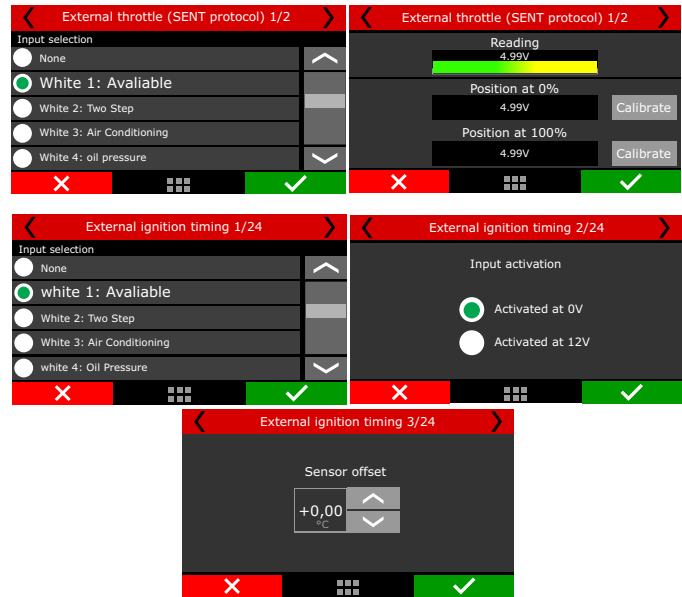 External throttle (SENT protocol) 1/2
Input selection
None
White 1: Avaliable
White 2: Two Step
White 3: Air Conditioning
White 4: oil pressure
External throttle (SENT protocol) 1/2
Reading
4.99V
Position at 0%
4.99V
Calibrate
Position at 100%
4.99V
Calibrate
External ignition timing 1/24
Input selection
None
white 1: Avaliable
White 2: Two Step
White 3: Air Conditioning
white 4: Oil Pressure
External ignition timing 2/24
Input activation
Activated at 0V
Activated at 12V
External ignition timing 3/24
Sensor offset
+0,00
°C